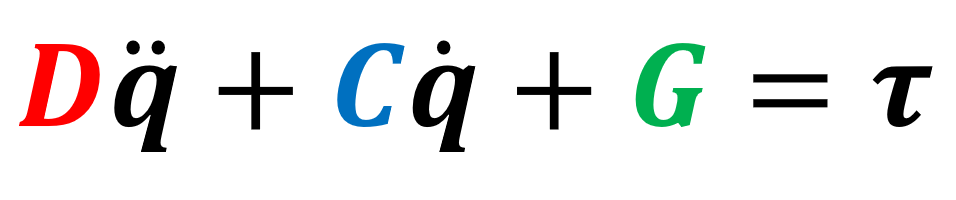 Dq̈ + Cq̇ + G = τ